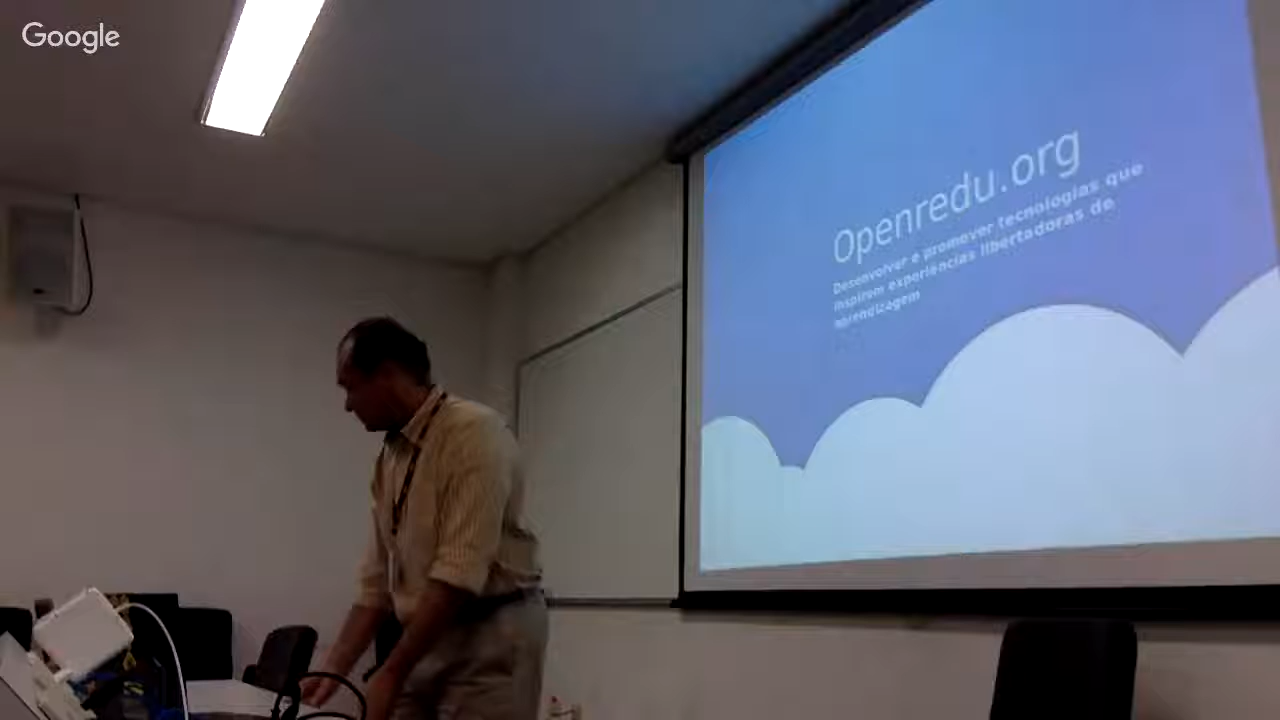 Google
Openredu.org
Desenvolver e promover tecnologias que
inspirem experiências libertadoras de
aprendizagem